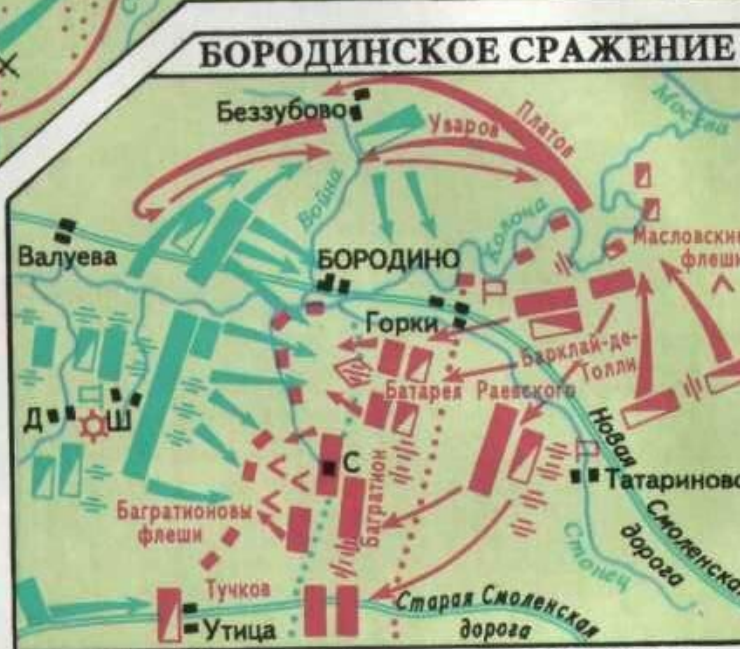 БОРОДИНСКОЕ СРАЖЕНИЕ
Беззубово
Уваров
Платов
Москва
Война
Колоча
Валуева
БОРОДИНО
Масловские
флеши
Горки
Барклай-де-
Толли
Батарея Раевского
Д
Ш
С
Новая
Смоленская
дорога
Татариново
Багратион
Багратионовы
флеши
Стонец
Тучков
Утица
Старая Смоленская
дорога